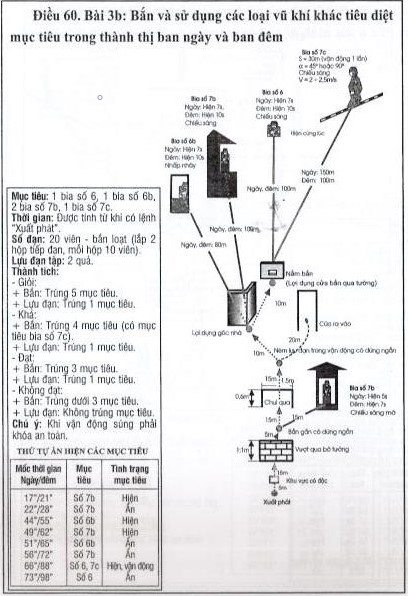 Điều 60. Bài 3b: Bắn và sử dụng các loại vũ khí khác tiêu diệt
mục tiêu trong thành thị ban ngày và ban đêm
Bia số 7c
S = 30m (vận động 1 lần)
α = 45° hoặc 90°
Chiếu sáng
V = 2 - 2,5m/s
Bia số 7b
Ngày: Hiện 7s,
Đêm: Hiện 10s
Chiếu sáng
Bia số 6
Ngày: Hiện 7s
Đêm: Hiện 10s
Chiếu sáng
Hiện cùng lúc
Bia số 6b
Ngày: Hiện 7s
Đêm: Hiện 10s
Nhấp nháy
Ngày: 150m
Đêm: 100m
Ngày, đêm: 100m
Ngày, đêm: 100m
Ngày, đêm: 80m
Mục tiêu: 1 bia số 6, 1 bia số 6b,
2 bia số 7b, 1 bia số 7c.
Thời gian: Được tính từ khi có lệnh
"Xuất phát".
Số đạn: 20 viên - bắn loạt (lắp 2
hộp tiếp đạn, mỗi hộp 10 viên).
Lựu đạn tập: 2 quả.
Thành tích:
- Giỏi:
+ Bắn: Trúng 5 mục tiêu.
+ Lựu đạn: Trúng 1 mục tiêu.
- Khá:
+ Bắn: Trúng 4 mục tiêu (có mục
tiêu bia số 7c).
+ Lựu đạn: Trúng 1 mục tiêu.
- Đạt:
+ Bắn: Trúng 3 mục tiêu.
+ Lựu đạn: Trúng 1 mục tiêu.
- Không đạt:
+ Bắn: Trúng dưới 3 mục tiêu.
+ Lựu đạn: Không trúng mục tiêu.
Chú ý: Khi vận động súng phải
khóa an toàn.
Nằm bắn
(Lợi dụng cửa bắn qua tường)
10m
Lợi dụng góc nhà
Cửa ra vào
20m
10m
Ném lựu đạn trong vận động có dừng ngắn
15m
1,5m
0,6m
Chui qua
Bia số 7b
Ngày: Hiện 5s
Đêm: Hiện 7s
Chiếu sáng mờ
15m
Bắn gần có dừng ngắn
5m
1,1m
Vượt qua bờ tường
15m
Khu vực có độc
5m
Xuất phát
THỨ TỰ ẨN HIỆN CÁC MỤC TIÊU
Mốc thời gian Ngày/đêm | Mục tiêu | Tình trạng mục tiêu
17"/21" Số 7b Hiện
22"/28" Số 7b Ẩn
44"/55" Số 6b Hiện
49"/62" Số 7b Hiện
51"/65" Số 6b Ẩn
56"/72" Số 7b Ẩn
66"/88" Số 6, 7c Hiện, vận động
73"/98" Số 6 Ẩn